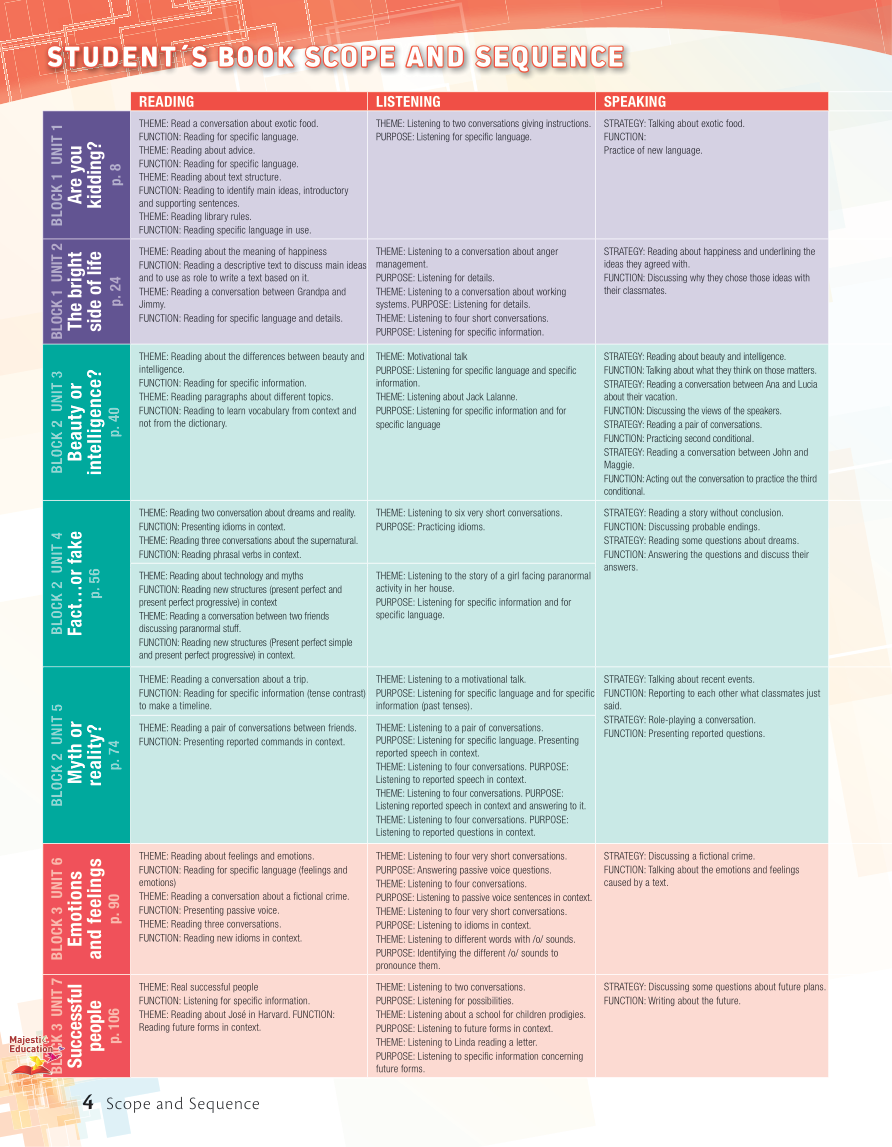 STUDENT´S BOOK SCOPE AND SEQUENCE
READING
LISTENING
SPEAKING
BLOCK 1 UNIT 1
Are you
kidding?
p. 8
THEME: Read a conversation about exotic food.
FUNCTION: Reading for specific language.
THEME: Reading about advice.
FUNCTION: Reading for specific language.
THEME: Reading about text structure.
FUNCTION: Reading to identify main ideas, introductory
and supporting sentences.
THEME: Reading library rules.
FUNCTION: Reading specific language in use.
THEME: Listening to two conversations giving instructions.
PURPOSE: Listening for specific language.
STRATEGY: Talking about exotic food.
FUNCTION:
Practice of new language.
BLOCK 1 UNIT 2
The bright
side of life
p. 24
THEME: Reading about the meaning of happiness
FUNCTION: Reading a descriptive text to discuss main ideas
and to use as role to write a text based on it.
THEME: Reading a conversation between Grandpa and
Jimmy.
FUNCTION: Reading for specific language and details.
THEME: Listening to a conversation about anger
management.
PURPOSE: Listening for details.
THEME: Listening to a conversation about working
systems. PURPOSE: Listening for details.
THEME: Listening to four short conversations.
PURPOSE: Listening for specific information.
STRATEGY: Reading about happiness and underlining the
ideas they agreed with.
FUNCTION: Discussing why they chose those ideas with
their classmates.
BLOCK 2 UNIT 3
Beauty or
intelligence?
p. 40
THEME: Reading about the differences between beauty and
intelligence.
FUNCTION: Reading for specific information.
THEME: Reading paragraphs about different topics.
FUNCTION: Reading to learn vocabulary from context and
not from the dictionary.
THEME: Motivational talk
PURPOSE: Listening for specific language and specific
information.
THEME: Listening about Jack Lalanne.
PURPOSE: Listening for specific information and for
specific language
STRATEGY: Reading about beauty and intelligence.
FUNCTION: Talking about what they think on those matters.
STRATEGY: Reading a conversation between Ana and Lucia
about their vacation.
FUNCTION: Discussing the views of the speakers.
STRATEGY: Reading a pair of conversations.
FUNCTION: Practicing second conditional.
STRATEGY: Reading a conversation between John and
Maggie.
FUNCTION: Acting out the conversation to practice the third
conditional.
BLOCK 2 UNIT 4
Fact…or fake
p. 56
THEME: Reading two conversation about dreams and reality.
FUNCTION: Presenting idioms in context.
THEME: Reading three conversations about the supernatural.
FUNCTION: Reading phrasal verbs in context.
THEME: Reading about technology and myths
FUNCTION: Reading new structures (present perfect and
present perfect progressive) in context
THEME: Reading a conversation between two friends
discussing paranormal stuff.
FUNCTION: Reading new structures (Present perfect simple
and present perfect progressive) in context.
THEME: Listening to six very short conversations.
PURPOSE: Practicing idioms.
THEME: Listening to the story of a girl facing paranormal
activity in her house.
PURPOSE: Listening for specific information and for
specific language.
STRATEGY: Reading a story without conclusion.
FUNCTION: Discussing probable endings.
STRATEGY: Reading some questions about dreams.
FUNCTION: Answering the questions and discuss their
answers.
BLOCK 2 UNIT 5
Myth or
reality?
p. 74
THEME: Reading a conversation about a trip.
FUNCTION: Reading for specific information (tense contrast)
to make a timeline.
THEME: Reading a pair of conversations between friends.
FUNCTION: Presenting reported commands in context.
THEME: Listening to a motivational talk.
PURPOSE: Listening for specific language and for specific
information (past tenses).
THEME: Listening to a pair of conversations.
PURPOSE: Listening for specific language. Presenting
reported speech in context.
THEME: Listening to four conversations. PURPOSE:
Listening to reported speech in context.
THEME: Listening to four conversations. PURPOSE:
Listening reported speech in context and answering to it.
THEME: Listening to four conversations. PURPOSE:
Listening to reported questions in context.
STRATEGY: Talking about recent events.
FUNCTION: Reporting to each other what classmates just
said.
STRATEGY: Role-playing a conversation.
FUNCTION: Presenting reported questions.
BLOCK 3 UNIT 6
Emotions
and feelings
p. 90
THEME: Reading about feelings and emotions.
FUNCTION: Reading for specific language (feelings and
emotions)
THEME: Reading a conversation about a fictional crime.
FUNCTION: Presenting passive voice.
THEME: Reading three conversations.
FUNCTION: Reading new idioms in context.
THEME: Listening to four very short conversations.
PURPOSE: Answering passive voice questions.
THEME: Listening to four conversations.
PURPOSE: Listening to passive voice sentences in context.
THEME: Listening to four very short conversations.
PURPOSE: Listening to idioms in context.
THEME: Listening to different words with /o/ sounds.
PURPOSE: Identifying the different /o/ sounds to
pronounce them.
STRATEGY: Discussing a fictional crime.
FUNCTION: Talking about the emotions and feelings
caused by a text.
BLOCK 3 UNIT 7
Successful
people
p. 106
THEME: Real successful people
FUNCTION: Listening for specific information.
THEME: Reading about José in Harvard. FUNCTION:
Reading future forms in context.
THEME: Listening to two conversations.
PURPOSE: Listening for possibilities.
THEME: Listening about a school for children prodigies.
PURPOSE: Listening to future forms in context.
THEME: Listening to Linda reading a letter.
PURPOSE: Listening to specific information concerning
future forms.
STRATEGY: Discussing some questions about future plans.
FUNCTION: Writing about the future.
Majestic
Education
4 Scope and Sequence